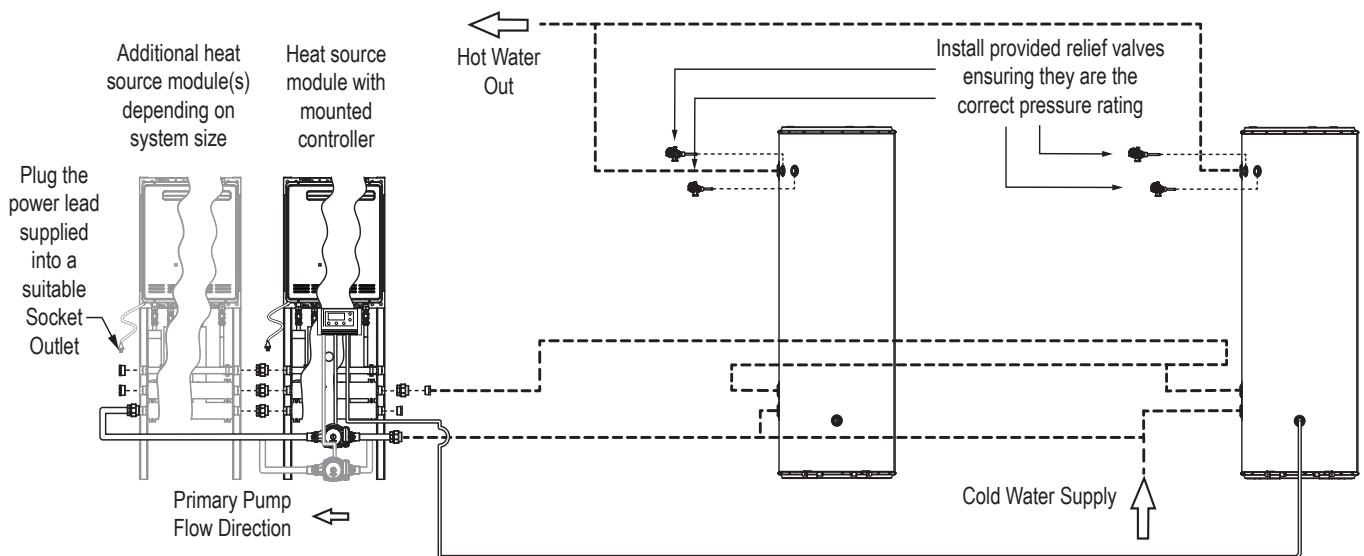 Additional heat
source module(s)
depending on
system size
Heat source
module with
mounted
controller
Hot Water
Out
Install provided relief valves
ensuring they are the
correct pressure rating
Plug the
power lead
supplied
into a
suitable
Socket
Outlet
Primary Pump
Flow Direction
Cold Water Supply